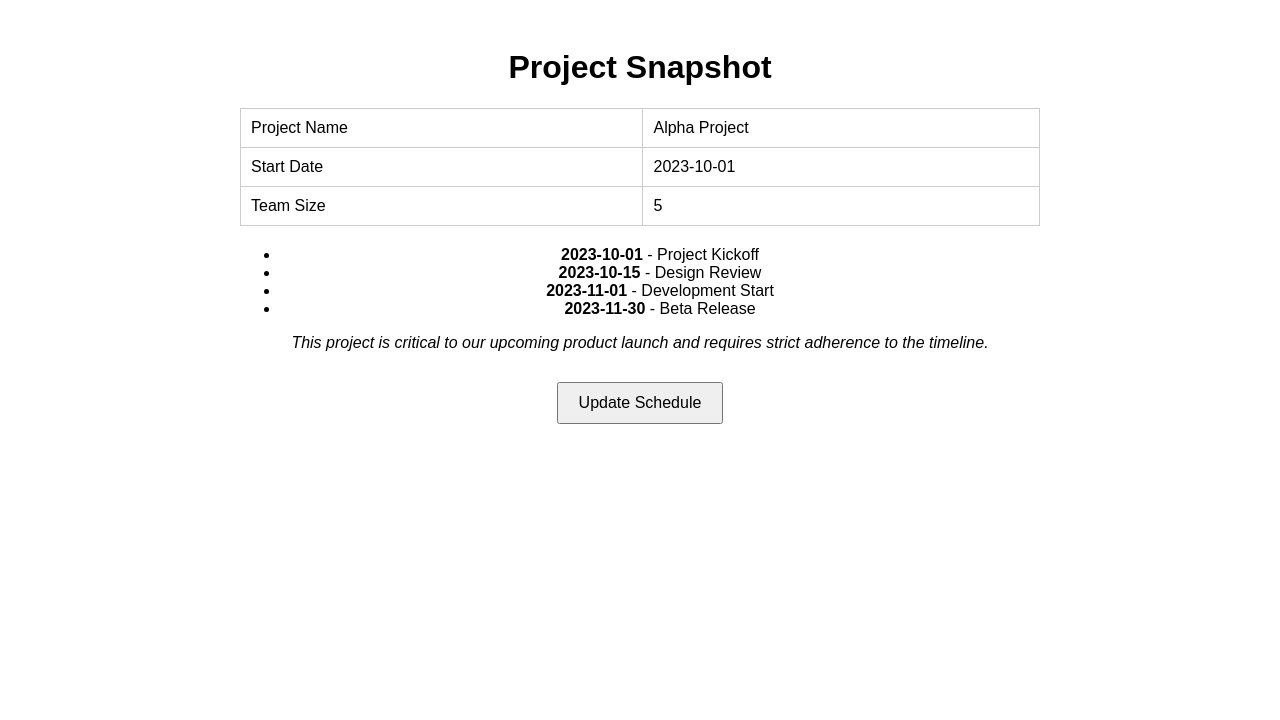 Project Snapshot
Project Name Alpha Project
Start Date 2023-10-01
Team Size 5
2023-10-01 - Project Kickoff
2023-10-15 - Design Review
2023-11-01 - Development Start
2023-11-30 - Beta Release
This project is critical to our upcoming product launch and requires strict adherence to the timeline.
Update Schedule